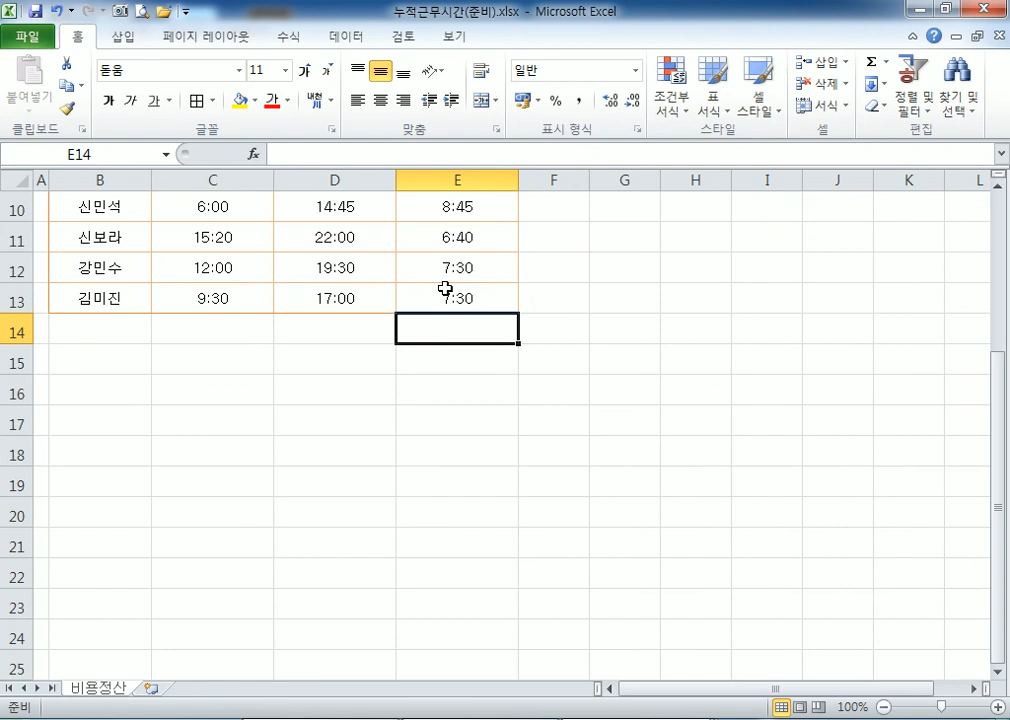 누적근무시간(준비).xlsx - Microsoft Excel
파일 홈 삽입 페이지 레이아웃 수식 데이터 검토 보기
붙여넣기
클립보드
돋움 11
가 가
가 가 가 가 내천
글꼴
맞춤
일반
% ,
표시 형식
조건부 서식 표 서식 셀 스타일
스타일
삽입
삭제
서식
셀
Σ
정렬 및 필터 찾기 및 선택
편집
E14 fx
A B C D E F G H I J K L
10 신민석 6:00 14:45 8:45
11 신보라 15:20 22:00 6:40
12 강민수 12:00 19:30 7:30
13 김미진 9:30 17:00 7:30
14
15
16
17
18
19
20
21
22
23
24
25
비용정산
준비 100%